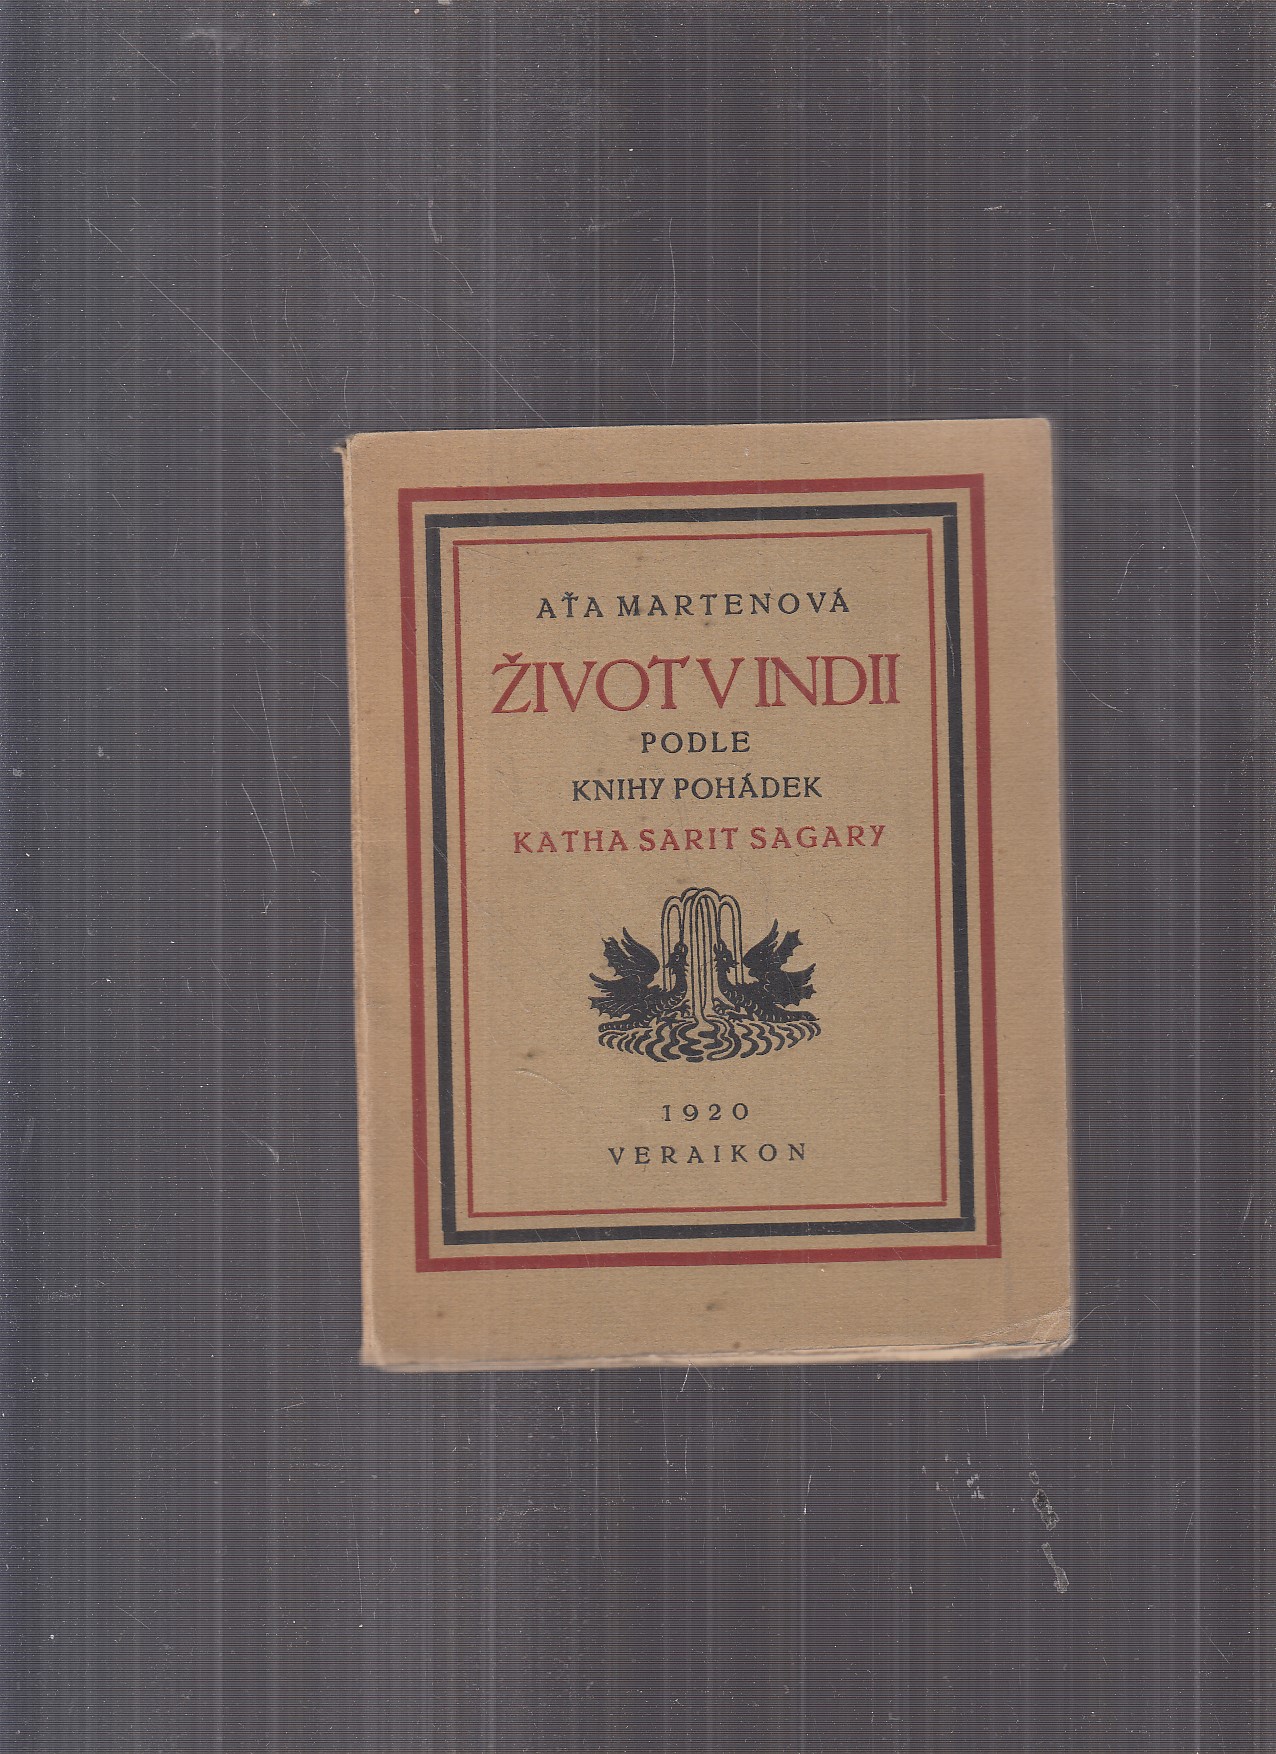 AŤA MARTENOVÁ
ŽIVOT V INDII
PODLE
KNIHY POHÁDEK
KATHA SARIT SAGARY
1920
VERAIKON